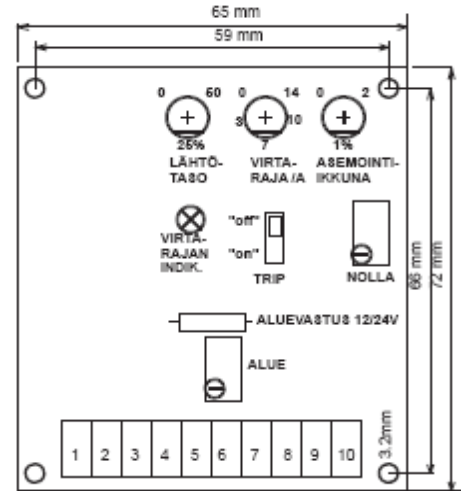 65 mm
59 mm
0 60 0 14 0 2
3 10
25% 7 1%
LÄHTÖ- VIRTA- ASEMOINTI-
TASO RAJA /A IKKUNA
"off"
VIRTA-
RAJAN "on"
INDIK.
TRIP NOLLA
66 mm
72 mm
ALUEVASTUS 12/24V
ALUE
3.2mm
1 2 3 4 5 6 7 8 9 10